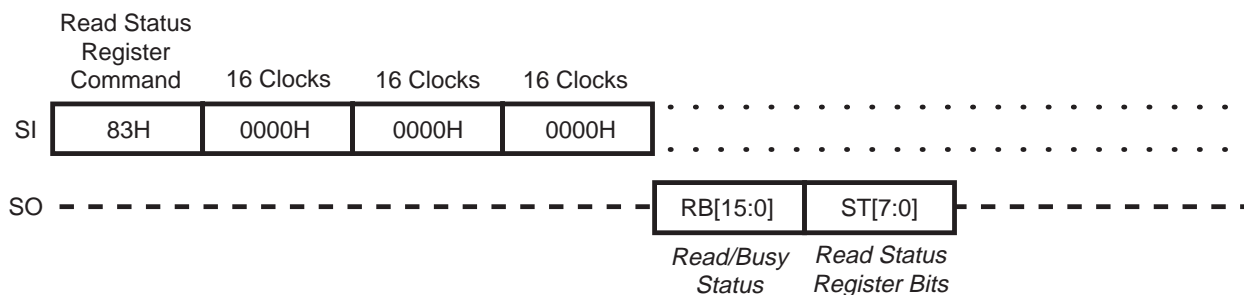 Read Status
Register
Command 16 Clocks 16 Clocks 16 Clocks
SI 83H 0000H 0000H 0000H
SO RB[15:0] ST[7:0]
Read/Busy Read Status
Status Register Bits